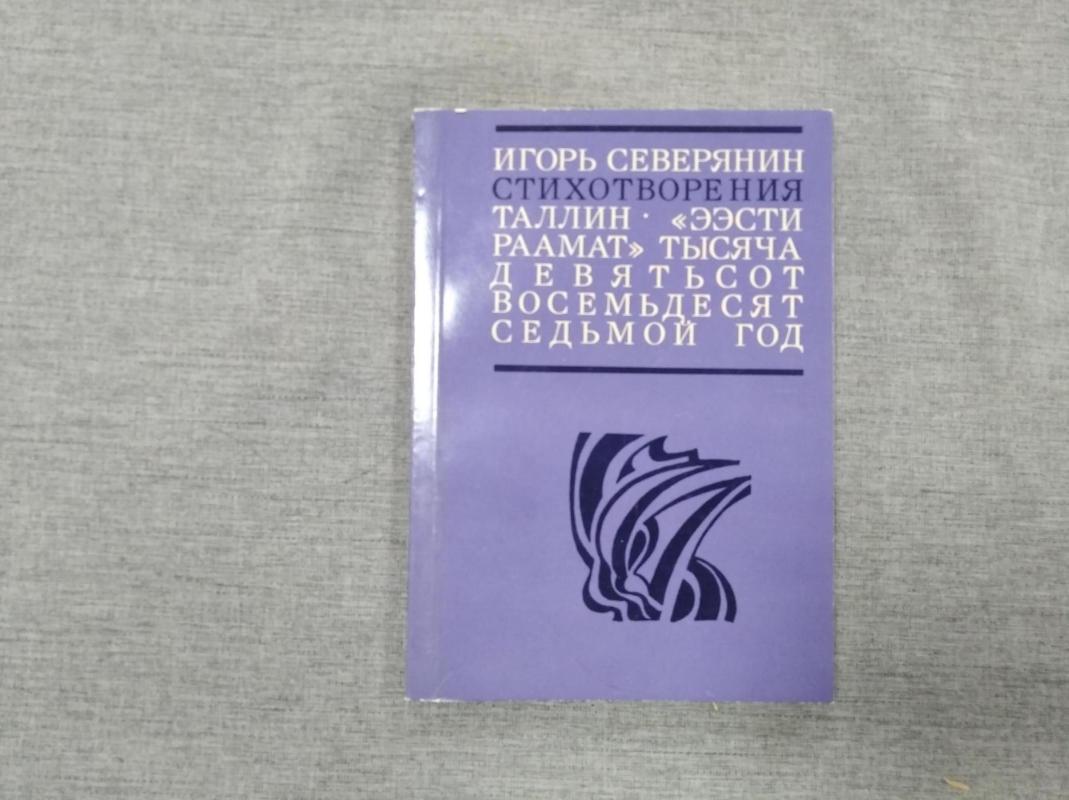 ИГОРЬ СЕВЕРЯНИН
СТИХОТВОРЕНИЯ
ТАЛЛИН · «ЭЭСТИ
РААМАТ» ТЫСЯЧА
ДЕВЯТЬСОТ
ВОСЕМЬДЕСЯТ
СЕДЬМОЙ ГОД